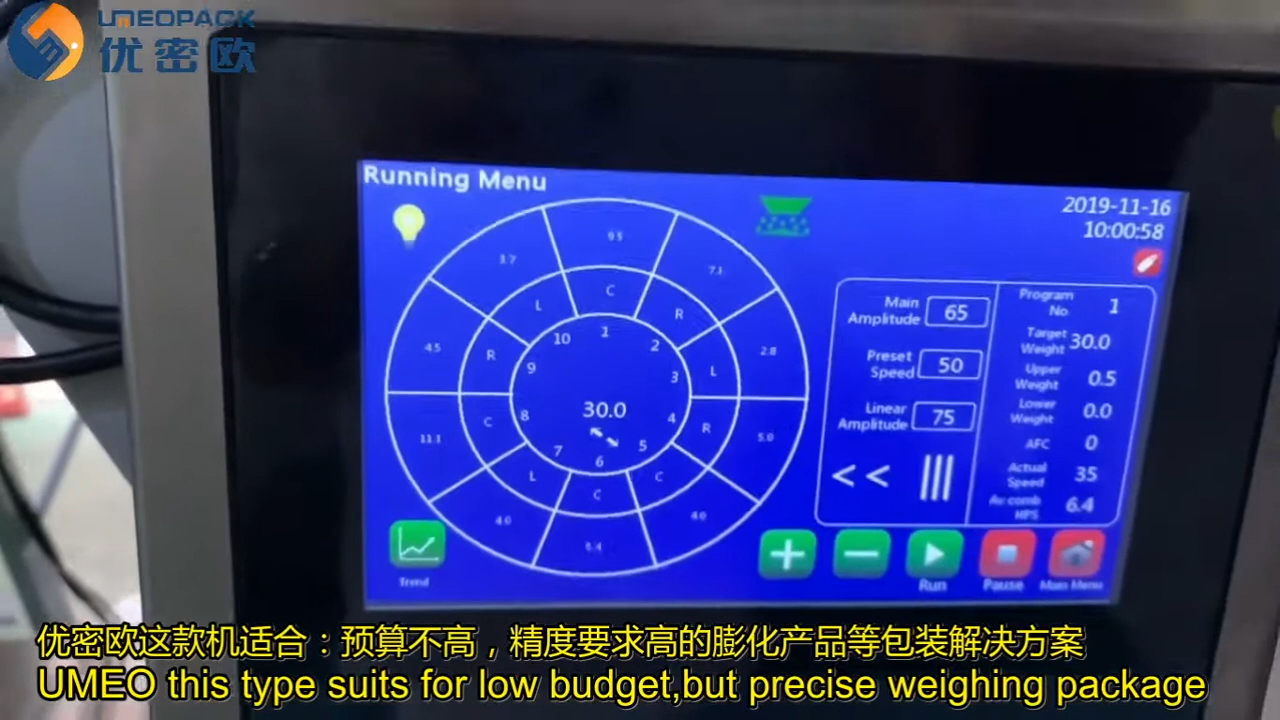 UMEOPACK
优密欧
Running Menu
2019-11-16
10:00:58
9.5
7.1
2.8
5.0
4.0
6.4
4.0
11.1
4.5
3.7
C
R
L
R
C
C
L
C
R
L
1
2
3
4
5
6
7
8
9
10
30.0
Main Amplitude 65
Preset Speed 50
Linear Amplitude 75
<< |||
Program No 1
Target Weight 30.0
Upper Weight 0.5
Lower Weight 0.0
AFC 0
Actual Speed 35
Av.comb HPS 6.4
Trend
Run
Pause
Main Menu
优密欧这款机适合：预算不高，精度要求高的膨化产品等包装解决方案
UMEO this type suits for low budget,but precise weighing package